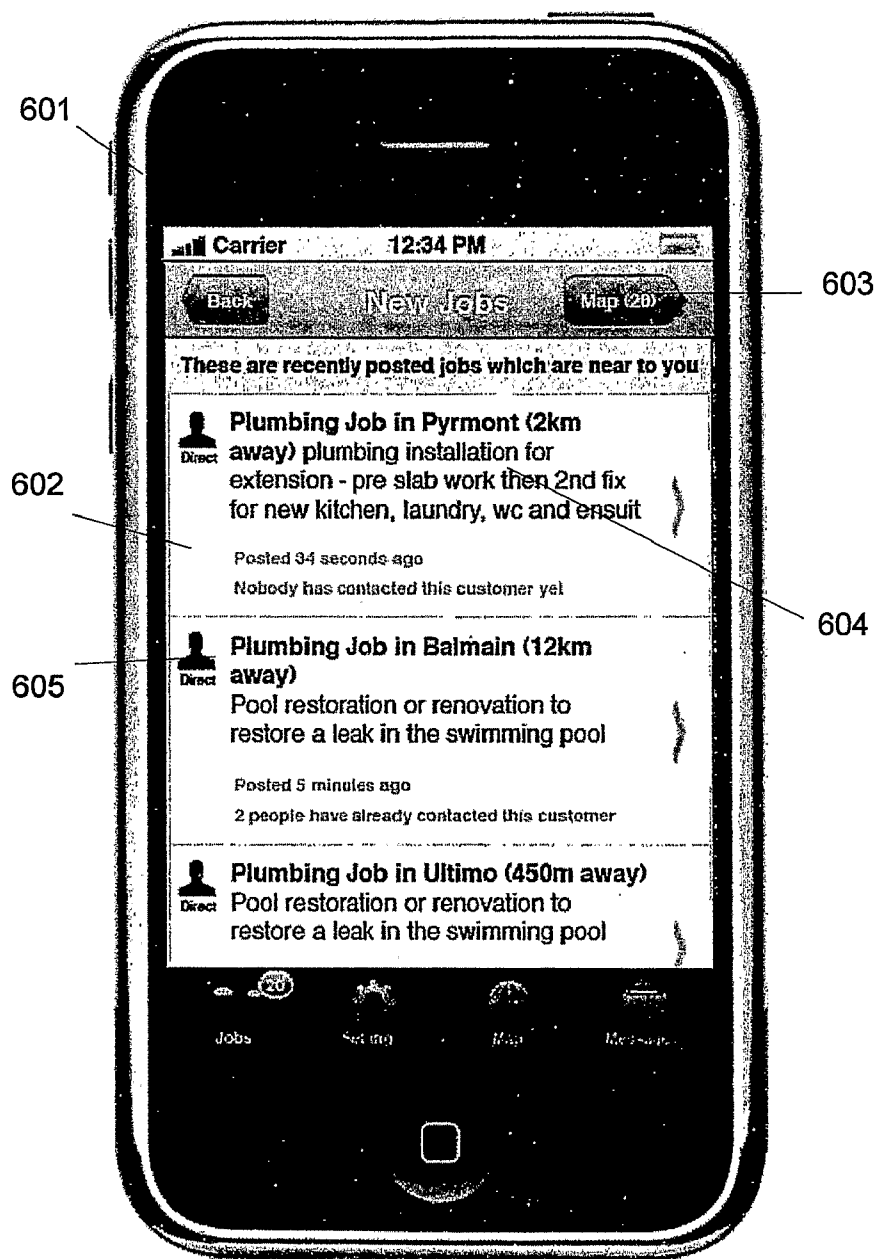 601
Carrier 12:34 PM
Back New Jobs Map (20)
603
These are recently posted jobs which are near to you
Direct
Plumbing Job in Pyrmont (2km
away) plumbing installation for
extension - pre slab work then 2nd fix
for new kitchen, laundry, wc and ensuit
602
Posted 34 seconds ago
Nobody has contacted this customer yet
604
605
Direct
Plumbing Job in Balmain (12km
away)
Pool restoration or renovation to
restore a leak in the swimming pool
Posted 5 minutes ago
2 people have already contacted this customer
Direct
Plumbing Job in Ultimo (450m away)
Pool restoration or renovation to
restore a leak in the swimming pool
20
Jobs Map